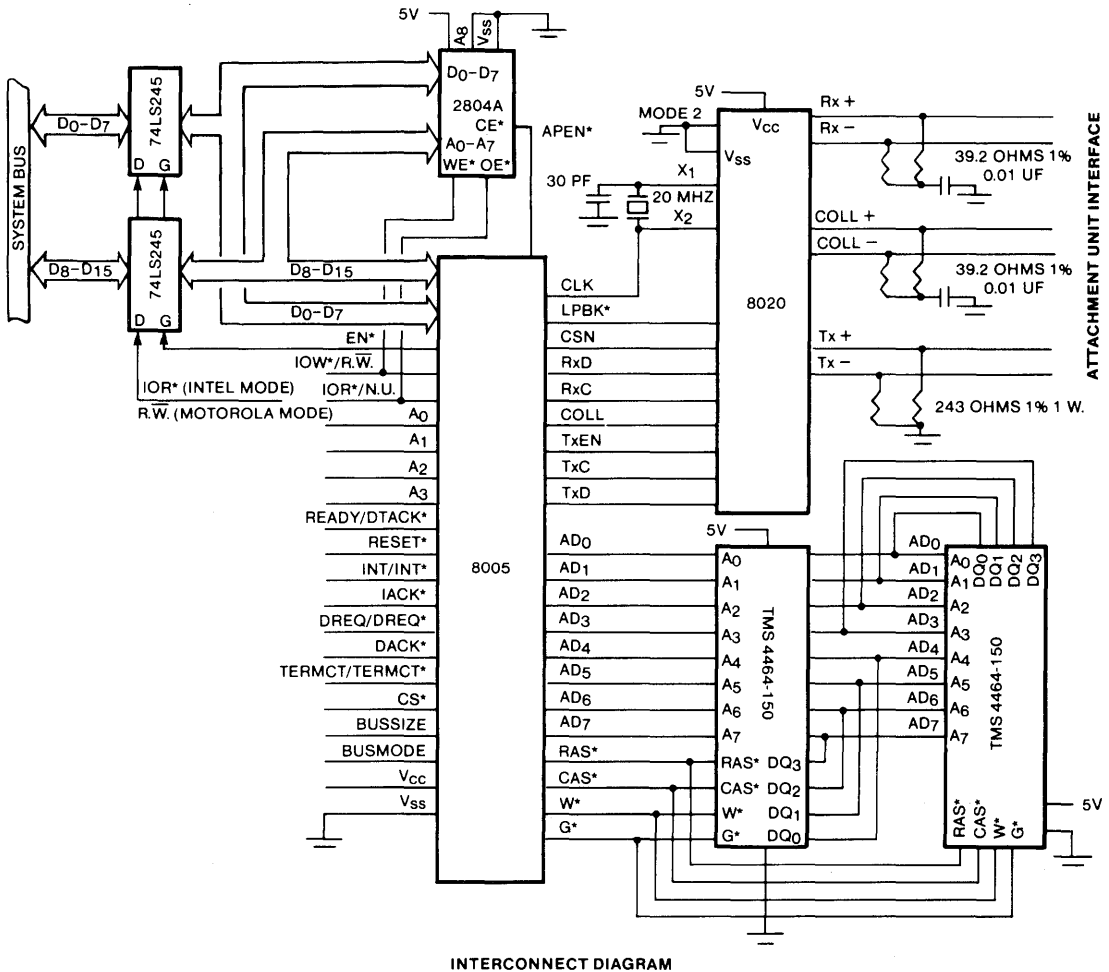 5V
A8
VSS
SYSTEM BUS
D0-D7
74LS245
D G
D8-D15
74LS245
D G
D0-D7
2804A
CE*
A0-A7
WE* OE*
APEN*
D8-D15
D0-D7
EN*
IOW*/R.W.
IOR*/N.U.
IOR* (INTEL MODE)
R.W. (MOTOROLA MODE)
A0
A1
A2
A3
READY/DTACK*
RESET*
INT/INT*
IACK*
DREQ/DREQ*
DACK*
TERMCT/TERMCT*
CS*
BUSSIZE
BUSMODE
VCC
VSS
8005
CLK
LPBK*
CSN
RxD
RxC
COLL
TxEN
TxC
TxD
AD0
AD1
AD2
AD3
AD4
AD5
AD6
AD7
RAS*
CAS*
W*
G*
5V
MODE 2
VCC
VSS
30 PF
X1
20 MHZ
X2
8020
Rx +
Rx −
39.2 OHMS 1%
0.01 UF
COLL +
COLL −
39.2 OHMS 1%
0.01 UF
Tx +
Tx −
243 OHMS 1% 1 W.
ATTACHMENT UNIT INTERFACE
5V
A0
A1
A2
A3
A4
A5
A6
A7
RAS* DQ3
CAS* DQ2
W* DQ1
G* DQ0
TMS 4464-150
AD0
AD1
AD2
AD3
AD4
AD5
AD6
AD7
A0
A1
A2
A3
A4
A5
A6
A7
DQ0
DQ1
DQ2
DQ3
TMS 4464-150
RAS*
CAS*
W*
G*
5V
INTERCONNECT DIAGRAM